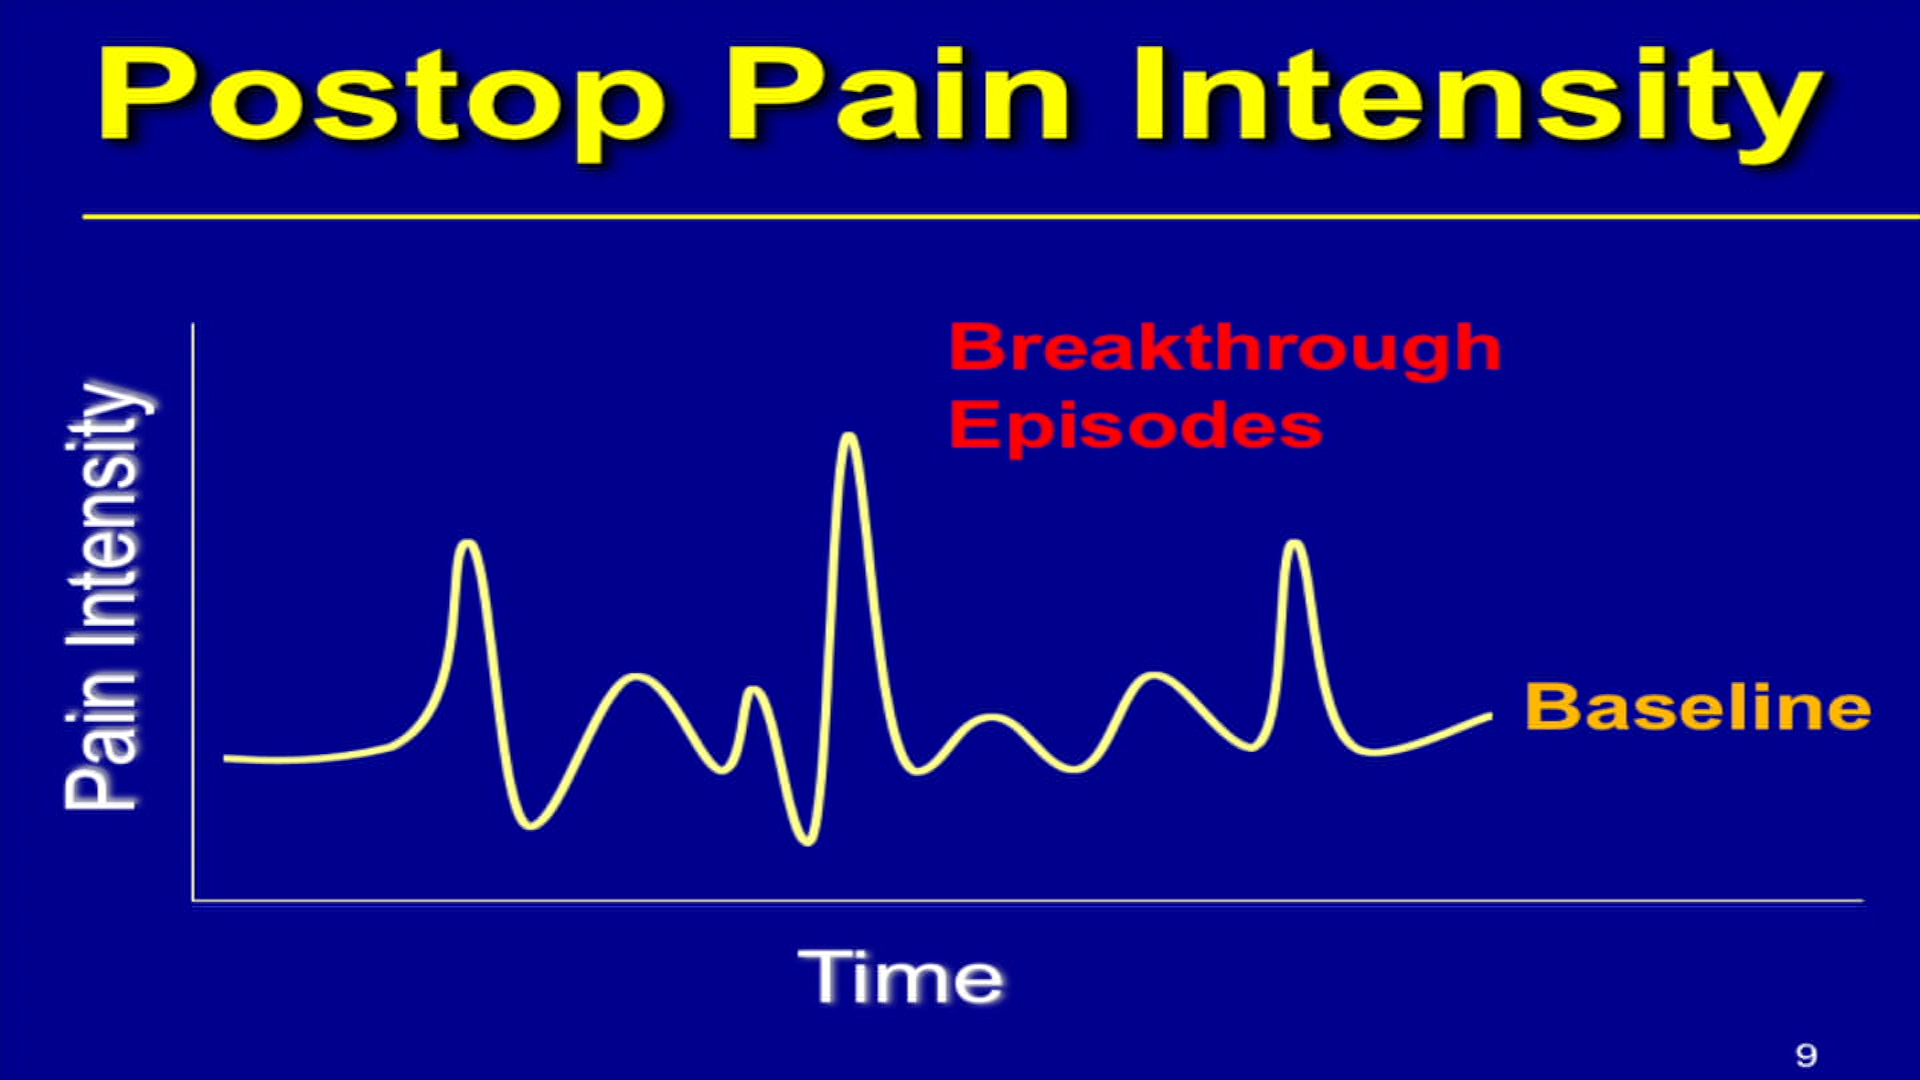 Postop Pain Intensity
Breakthrough
Episodes
Pain Intensity
Baseline
Time
9